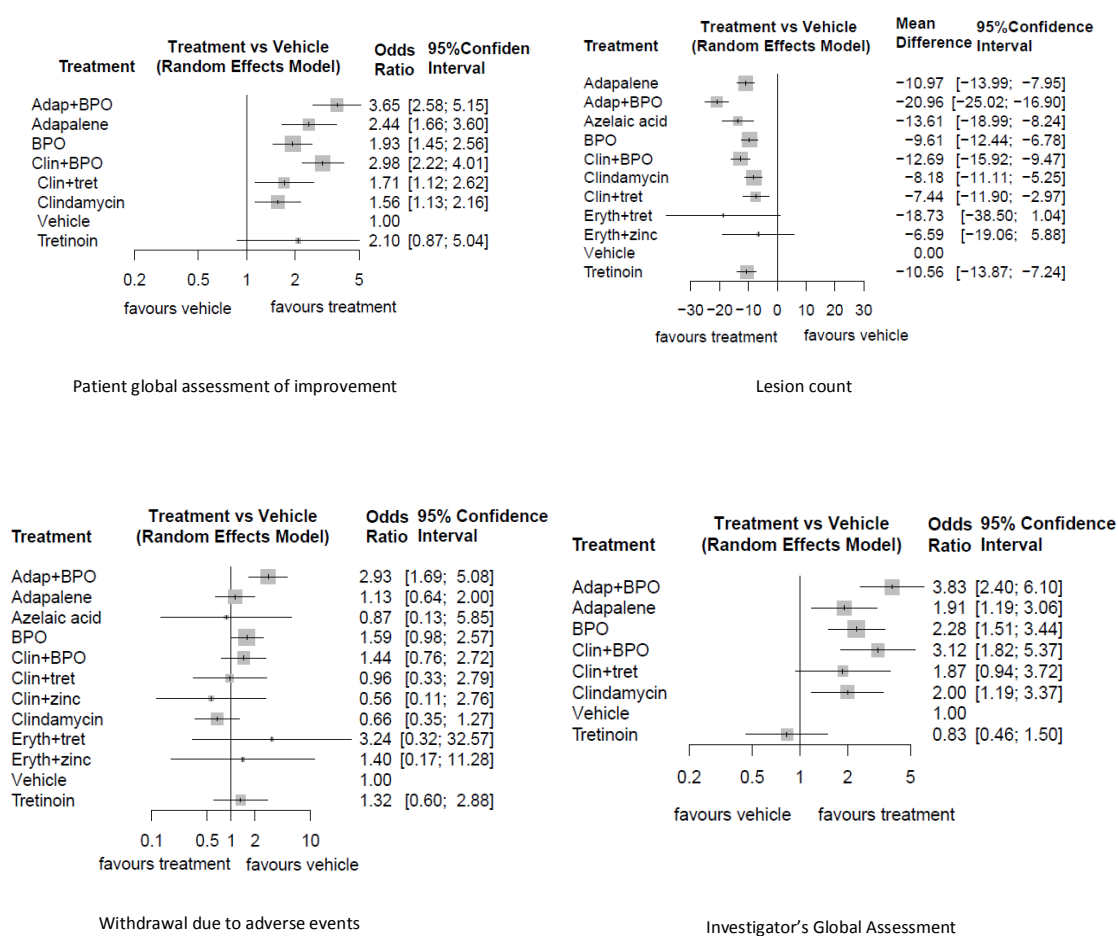 Treatment vs Vehicle Odds 95%Confiden
Treatment (Random Effects Model) Ratio Interval
Adap+BPO 3.65 [2.58; 5.15]
Adapalene 2.44 [1.66; 3.60]
BPO 1.93 [1.45; 2.56]
Clin+BPO 2.98 [2.22; 4.01]
Clin+tret 1.71 [1.12; 2.62]
Clindamycin 1.56 [1.13; 2.16]
Vehicle 1.00
Tretinoin 2.10 [0.87; 5.04]
0.2 0.5 1 2 5
favours vehicle favours treatment
Patient global assessment of improvement
Treatment Treatment vs Vehicle Mean 95%Confidence
(Random Effects Model) Difference Interval
Adapalene −10.97 [−13.99; −7.95]
Adap+BPO −20.96 [−25.02; −16.90]
Azelaic acid −13.61 [−18.99; −8.24]
BPO −9.61 [−12.44; −6.78]
Clin+BPO −12.69 [−15.92; −9.47]
Clindamycin −8.18 [−11.11; −5.25]
Clin+tret −7.44 [−11.90; −2.97]
Eryth+tret −18.73 [−38.50; 1.04]
Eryth+zinc −6.59 [−19.06; 5.88]
Vehicle 0.00
Tretinoin −10.56 [−13.87; −7.24]
−30 −20 −10 0 10 20 30
favours treatment favours vehicle
Lesion count
Treatment vs Vehicle Odds 95% Confidence
Treatment (Random Effects Model) Ratio Interval
Adap+BPO 2.93 [1.69; 5.08]
Adapalene 1.13 [0.64; 2.00]
Azelaic acid 0.87 [0.13; 5.85]
BPO 1.59 [0.98; 2.57]
Clin+BPO 1.44 [0.76; 2.72]
Clin+tret 0.96 [0.33; 2.79]
Clin+zinc 0.56 [0.11; 2.76]
Clindamycin 0.66 [0.35; 1.27]
Eryth+tret 3.24 [0.32; 32.57]
Eryth+zinc 1.40 [0.17; 11.28]
Vehicle 1.00
Tretinoin 1.32 [0.60; 2.88]
0.1 0.5 1 2 10
favours treatment favours vehicle
Withdrawal due to adverse events
Treatment vs Vehicle Odds 95% Confidence
Treatment (Random Effects Model) Ratio Interval
Adap+BPO 3.83 [2.40; 6.10]
Adapalene 1.91 [1.19; 3.06]
BPO 2.28 [1.51; 3.44]
Clin+BPO 3.12 [1.82; 5.37]
Clin+tret 1.87 [0.94; 3.72]
Clindamycin 2.00 [1.19; 3.37]
Vehicle 1.00
Tretinoin 0.83 [0.46; 1.50]
0.2 0.5 1 2 5
favours vehicle favours treatment
Investigator’s Global Assessment